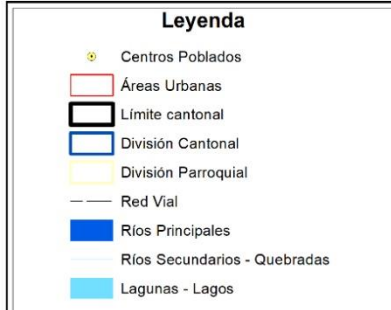 Leyenda
Centros Poblados
Áreas Urbanas
Límite cantonal
División Cantonal
División Parroquial
Red Vial
Ríos Principales
Ríos Secundarios - Quebradas
Lagunas - Lagos